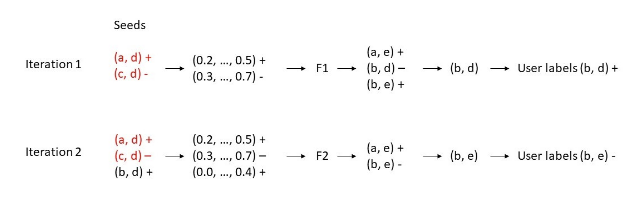 Seeds
Iteration 1
(a, d) +
(c, d) -
(0.2, ..., 0.5) +
(0.3, ..., 0.7) -
F1
(a, e) +
(b, d) –
(b, e) +
(b, d)
User labels (b, d) +
Iteration 2
(a, d) +
(c, d) –
(b, d) +
(0.2, ..., 0.5) +
(0.3, ..., 0.7) –
(0.0, ..., 0.4) +
F2
(a, e) +
(b, e) -
(b, e)
User labels (b, e) -